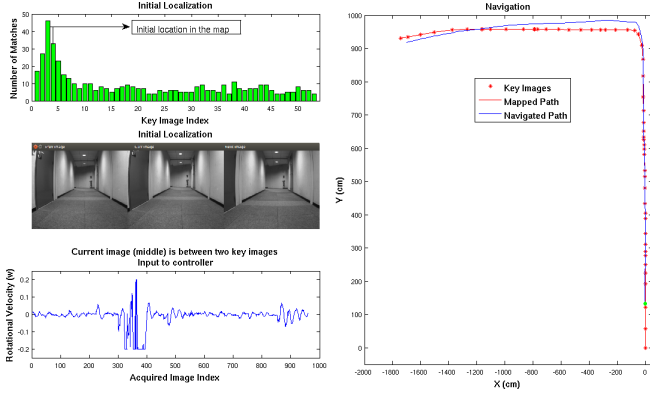 Initial Localization
50
40
30
20
10
0
Number of Matches
Initial location in the map
0 5 10 15 20 25 30 35 40 45 50
Key Image Index
Initial Localization
Current image (middle) is between two key images
Input to controller
0.2
0.1
0
-0.1
-0.2
Rotational Velocity (w)
0 100 200 300 400 500 600 700 800 900 1000
Acquired Image Index
Navigation
1000
900
800
700
600
500
400
300
200
100
0
Y (cm)
Key Images
Mapped Path
Navigated Path
-2000 -1800 -1600 -1400 -1200 -1000 -800 -600 -400 -200 0
X (cm)